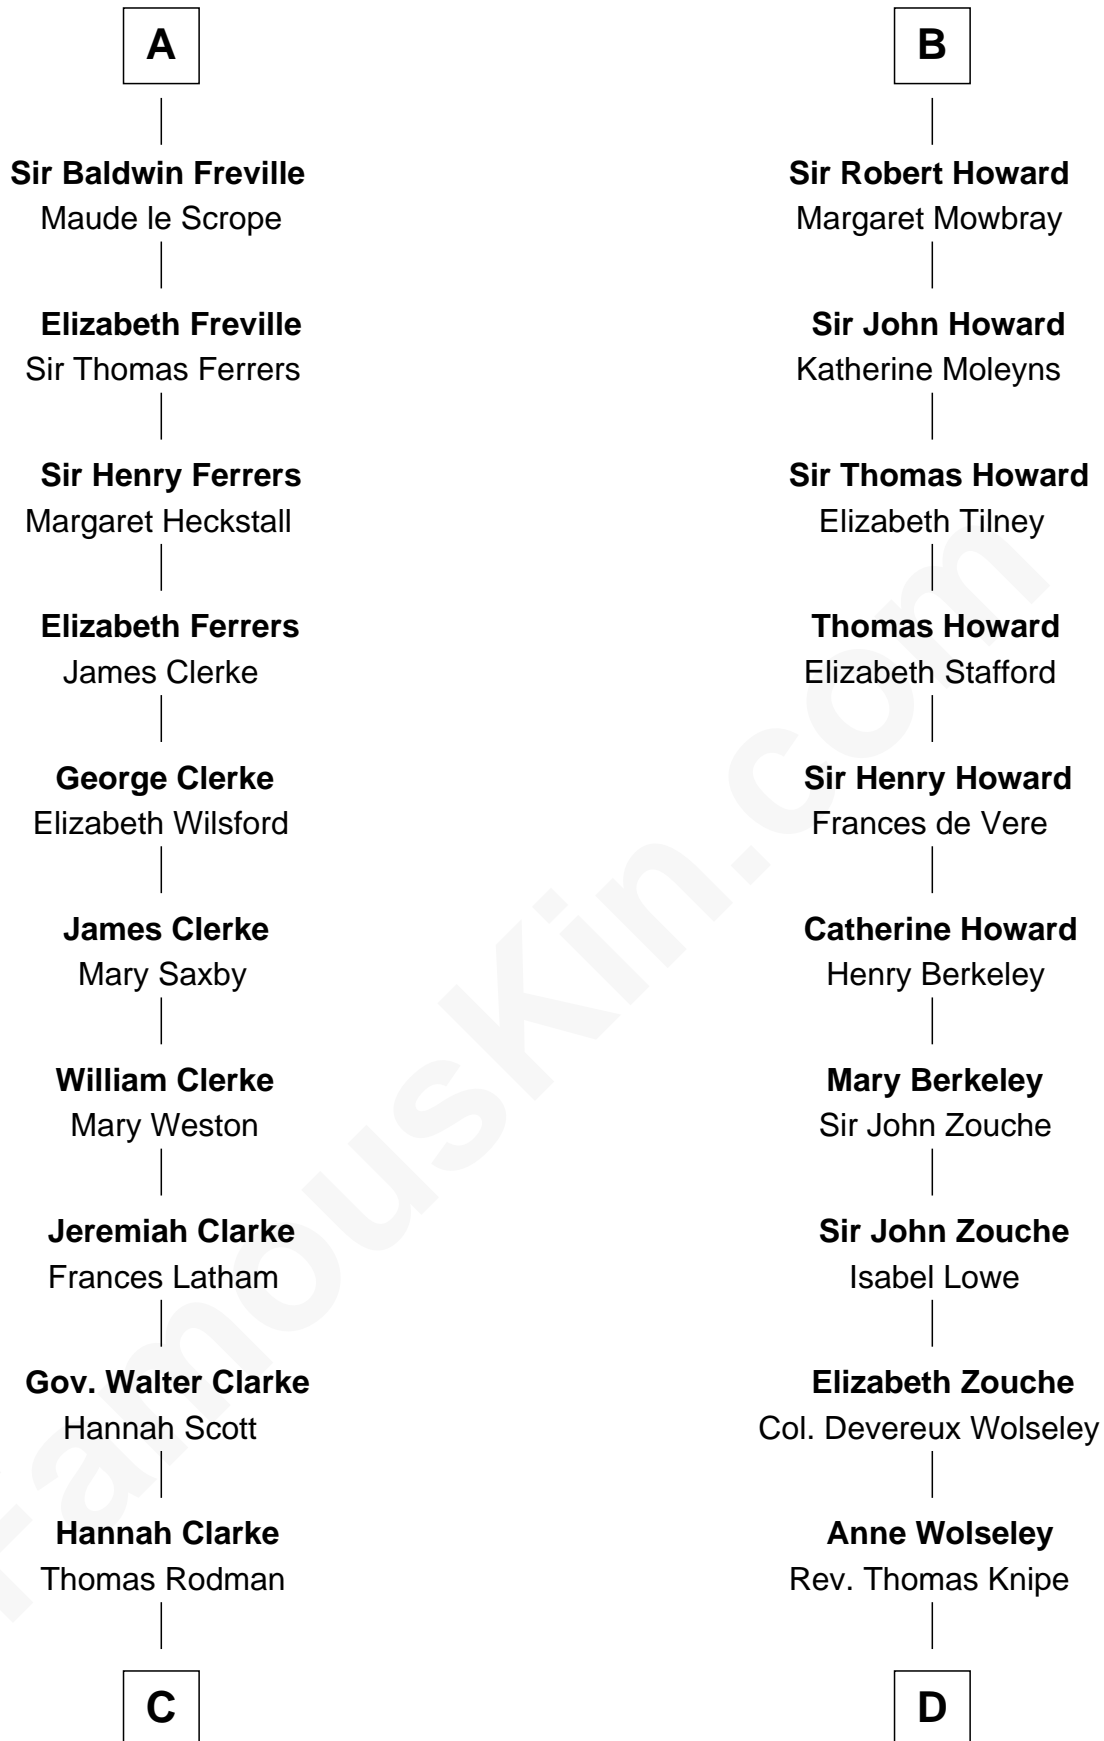 A
Sir Baldwin Freville
Maude le Scrope
Elizabeth Freville
Sir Thomas Ferrers
Sir Henry Ferrers
Margaret Heckstall
Elizabeth Ferrers
James Clerke
George Clerke
Elizabeth Wilsford
James Clerke
Mary Saxby
William Clerke
Mary Weston
Jeremiah Clarke
Frances Latham
Gov. Walter Clarke
Hannah Scott
Hannah Clarke
Thomas Rodman
C
B
Sir Robert Howard
Margaret Mowbray
Sir John Howard
Katherine Moleyns
Sir Thomas Howard
Elizabeth Tilney
Thomas Howard
Elizabeth Stafford
Sir Henry Howard
Frances de Vere
Catherine Howard
Henry Berkeley
Mary Berkeley
Sir John Zouche
Sir John Zouche
Isabel Lowe
Elizabeth Zouche
Col. Devereux Wolseley
Anne Wolseley
Rev. Thomas Knipe
D
FamousKin.com